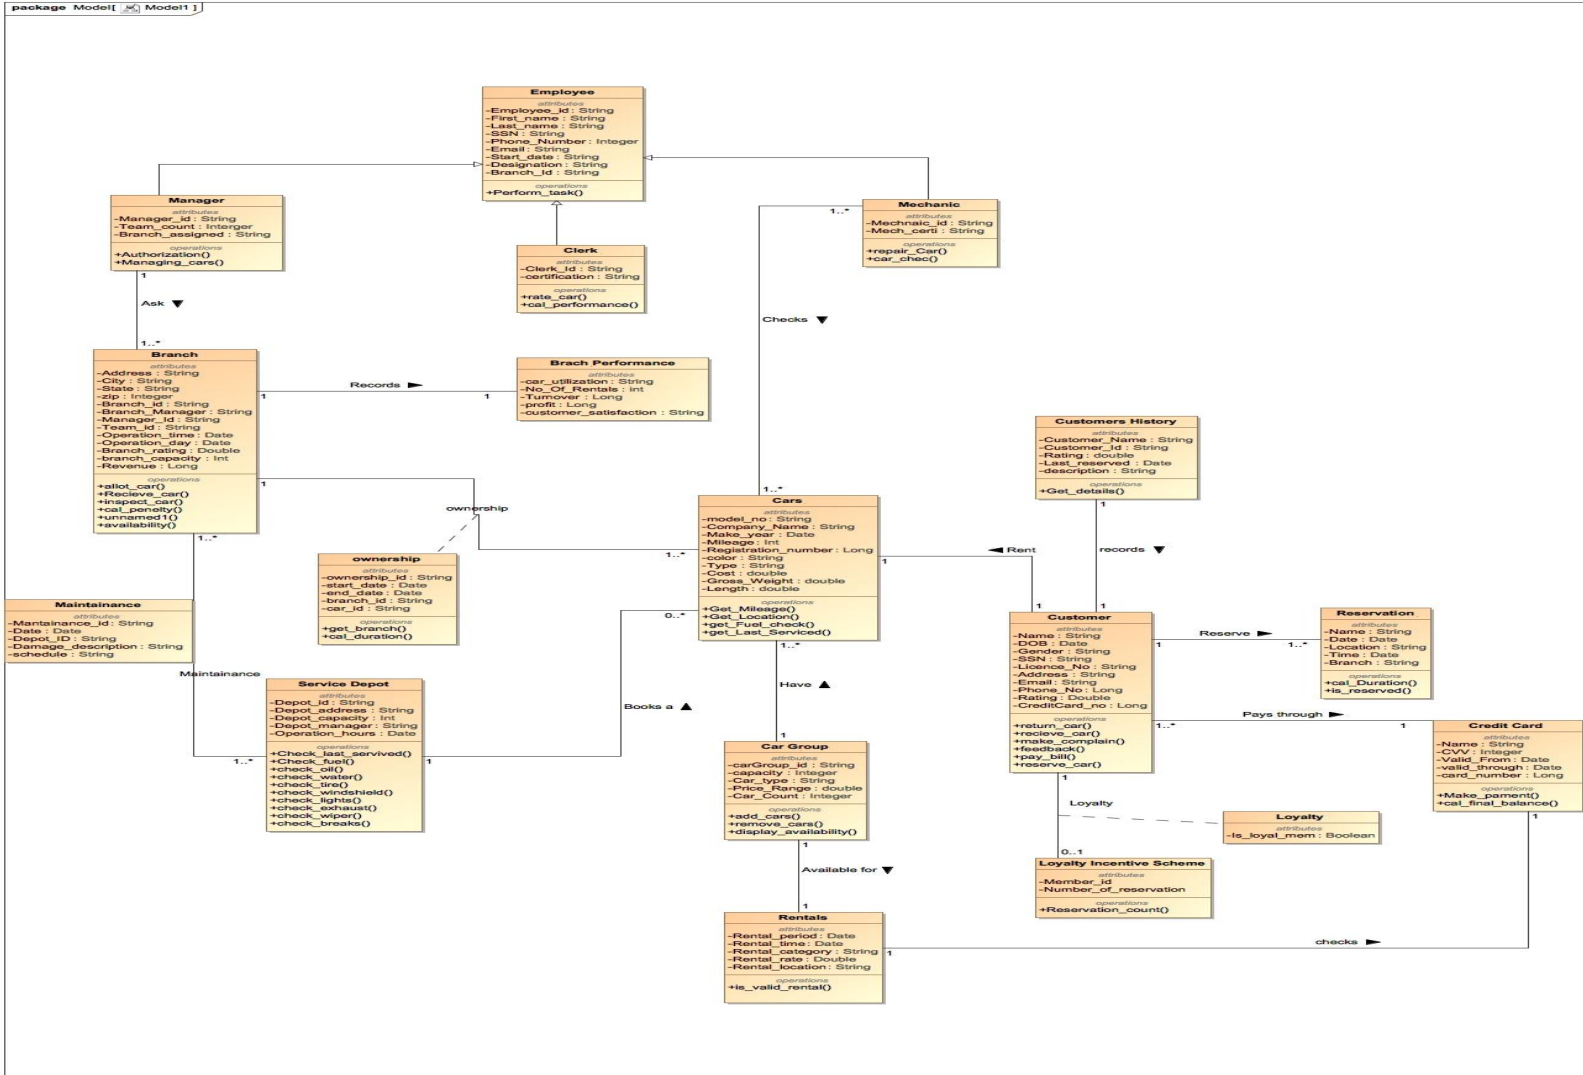 package Model[ Model1 ]
Employee
attributes
-Employee_id : String
-First_name : String
-Last_name : String
-SSN : String
-Phone_Number : Integer
-Email : String
-Start_date : String
-Designation : String
-Branch_Id : String
operations
+Perform_task()
Manager
attributes
-Manager_id : String
-Team_count : Interger
-Branch_assigned : String
operations
+Authorization()
+Managing_cars()
Clerk
attributes
-Clerk_Id : String
-certification : String
operations
+rate_car()
+cal_performance()
Mechanic
attributes
-Mechnaic_id : String
-Mech_certi : String
operations
+repair_Car()
+car_chec()
1..*
1
Ask
1..*
Checks
1..*
Branch
attributes
-Address : String
-City : String
-State : String
-zip : Integer
-Branch_id : String
-Branch_Manager : String
-Manager_Id : String
-Team_id : String
-Operation_time : Date
-Operation_day : Date
-Branch_rating : Double
-branch_capacity : Int
-Revenue : Long
operations
+allot_car()
+Recieve_car()
+inspect_car()
+cal_penelty()
+unnamed1()
+availability()
Records
1
1
Brach Performance
attributes
-car_utilization : String
-No_Of_Rentals : int
-Turnover : Long
-profit : Long
-customer_satisfaction : String
Customers History
attributes
-Customer_Name : String
-Customer_Id : String
-Rating : double
-Last_reserved : Date
-description : String
operations
+Get_details()
1
ownership
1..*
ownership
attributes
-ownership_id : String
-start_date : Date
-end_date : Date
-branch_id : String
-car_id : String
operations
+get_branch()
+cal_duration()
Cars
attributes
-model_no : String
-Company_Name : String
-Make_year : Date
-Mileage : Int
-Registration_number : Long
-color : String
-Type : String
-Cost : double
-Gross_Weight : double
-Length : double
operations
+Get_Mileage()
+Get_Location()
+get_Fuel_check()
+get_Last_Serviced()
1
Rent
1
1
records
1
1..*
Maintainance
attributes
-Mantainance_id : String
-Date : Date
-Depot_ID : String
-Damage_description : String
-schedule : String
Maintainance
1..*
Service Depot
attributes
-Depot_id : String
-Depot_address : String
-Depot_capacity : Int
-Depot_manager : String
-Operation_hours : Date
operations
+Check_last_servived()
+Check_fuel()
+check_oil()
+check_water()
+check_tire()
+check_windshield()
+check_lights()
+check_exhaust()
+check_wiper()
+check_breaks()
1
Books a
0..*
1..*
Have
1
Car Group
attributes
-carGroup_id : String
-capacity : Integer
-Car_type : String
-Price_Range : double
-Car_Count : Integer
operations
+add_cars()
+remove_cars()
+display_availability()
1
Available for
1
Rentals
attributes
-Rental_period : Date
-Rental_time : Date
-Rental_category : String
-Rental_rate : Double
-Rental_location : String
operations
+is_valid_rental()
1
checks
1
Customer
attributes
-Name : String
-DOB : Date
-Gender : String
-SSN : String
-Licence_No : String
-Address : String
-Email : String
-Phone_No : Long
-Rating : Double
-CreditCard_no : Long
operations
+return_car()
+recieve_car()
+make_complain()
+feedback()
+pay_bill()
+reserve_car()
1
Reserve
1..*
Reservation
attributes
-Name : String
-Date : Date
-Location : String
-Time : Date
-Branch : String
operations
+cal_Duration()
+is_reserved()
1..*
Pays through
1
Credit Card
attributes
-Name : String
-CVV : Integer
-Valid_From : Date
-valid_through : Date
-card_number : Long
operations
+Make_pament()
+cal_final_balance()
1
Loyalty
0..1
Loyalty
attributes
-Is_loyal_mem : Boolean
Loyalty Incentive Scheme
attributes
-Member_id
-Number_of_reservation
operations
+Reservation_count()